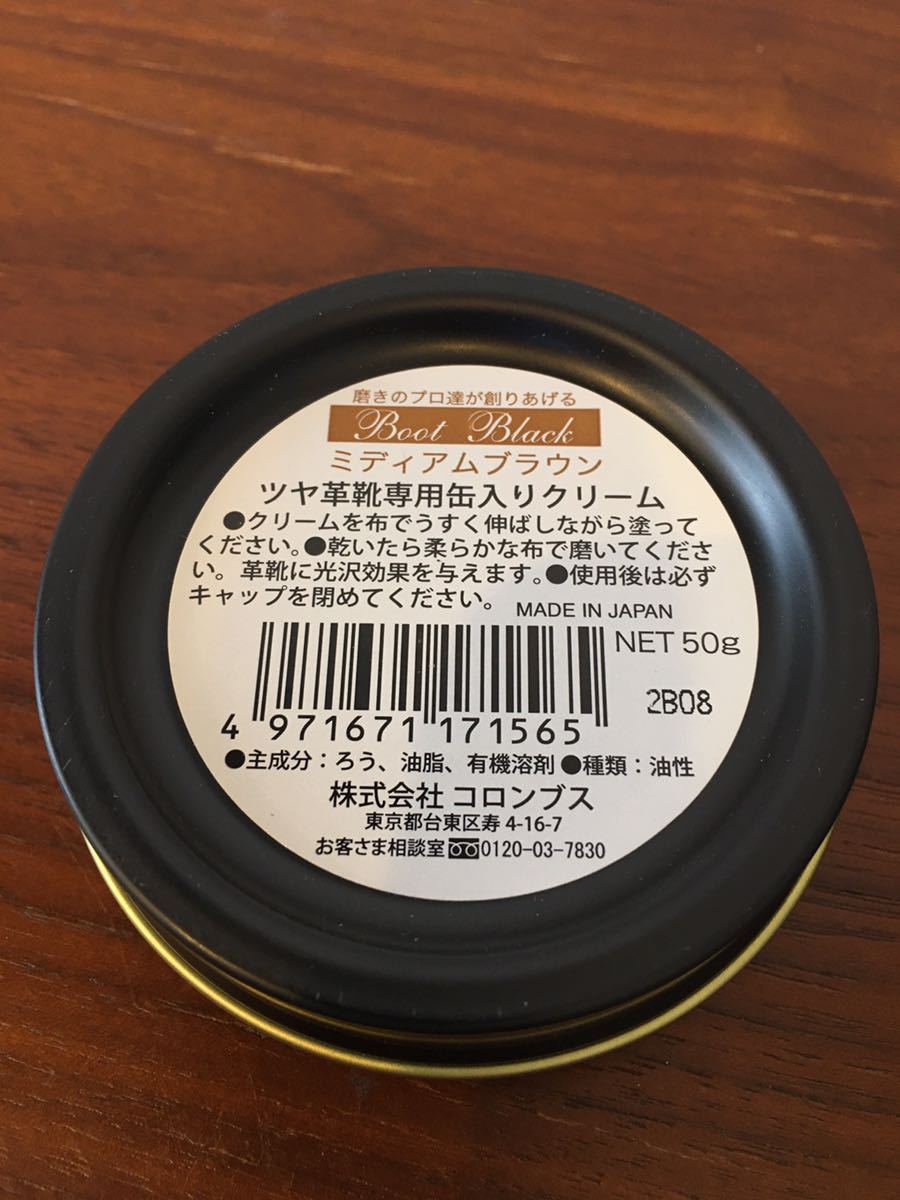 磨きのプロ達が創りあげる
Boot Black
ミディアムブラウン
ツヤ革靴専用缶入りクリーム
●クリームを布でうすく伸ばしながら塗って
ください。●乾いたら柔らかな布で磨いてくださ
い。革靴に光沢効果を与えます。●使用後は必ず
キャップを閉めてください。 MADE IN JAPAN
NET 50g
2B08
4 971671 171565
●主成分：ろう、油脂、有機溶剤 ●種類：油性
株式会社 コロンブス
東京都台東区寿 4-16-7
お客さま相談室 0120-03-7830